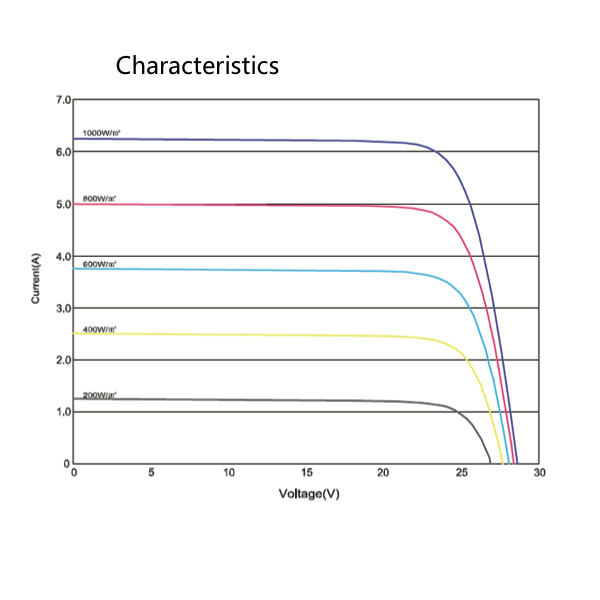 Characteristics
7.0
1000W/m²
6.0
800W/m²
5.0
4.0
600W/m²
3.0
400W/m²
2.0
200W/m²
1.0
0
0 5 10 15 20 25 30
Current(A)
Voltage(V)